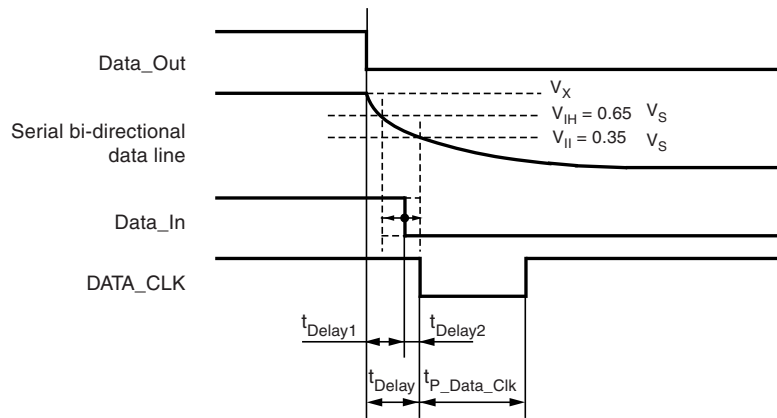 Data_Out
V_X
V_IH = 0.65 V_S
Serial bi-directional
data line
V_Il = 0.35 V_S
Data_In
DATA_CLK
t_Delay1
t_Delay2
t_Delay
t_P_Data_Clk